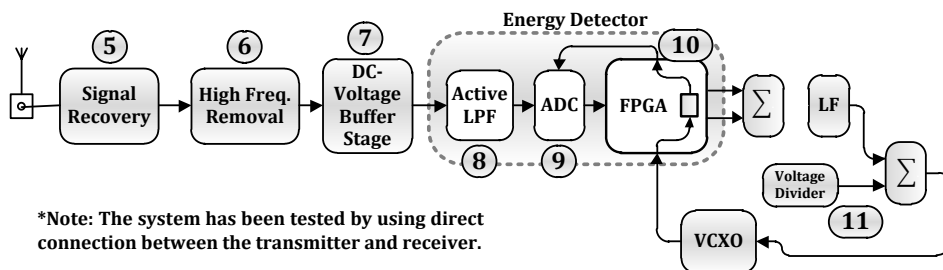 Energy Detector
5
6
7
10
Signal
Recovery
High Freq.
Removal
DC-
Voltage
Buffer
Stage
Active
LPF
ADC
FPGA
∑
LF
8
9
Voltage
Divider
∑
11
VCXO
*Note: The system has been tested by using direct
connection between the transmitter and receiver.